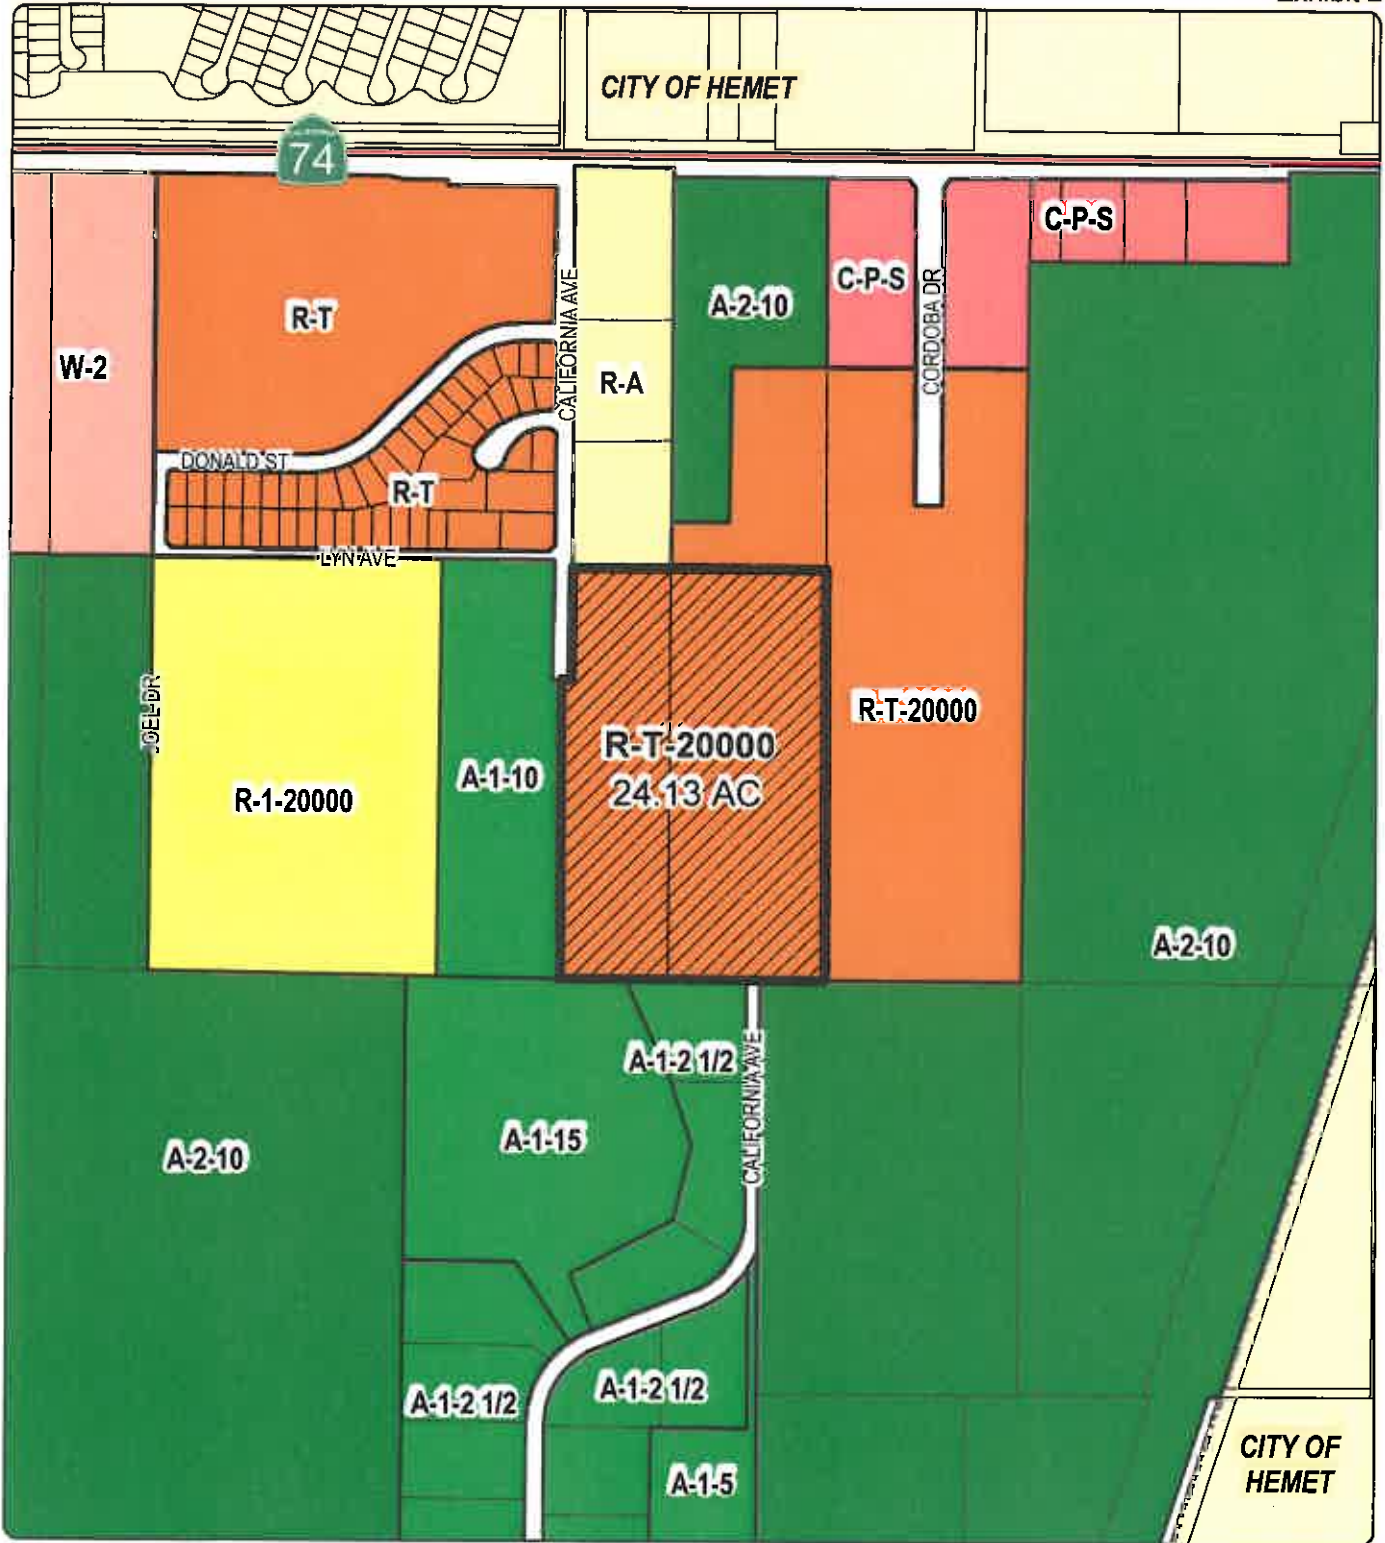 CITY OF HEMET
74
C-P-S
C-P-S
A-2-10
R-T
W-2
R-A
CALIFORNIA AVE
CORDOBA DR
DONALD ST
R-T
LYN AVE
JOEL DR
R-T-20000
R-T-20000
24.13 AC
A-1-10
R-1-20000
A-2-10
A-1-2 1/2
CALIFORNIA AVE
A-1-15
A-2-10
A-1-2 1/2
A-1-2 1/2
CITY OF
HEMET
A-1-5